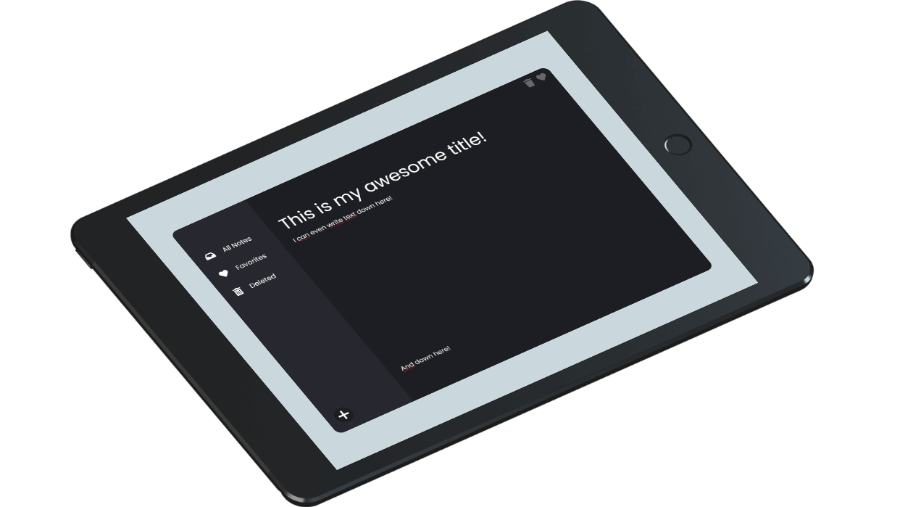 This is my awesome title!
I can even write text down here!
All Notes
Favorites
Deleted
And down here!